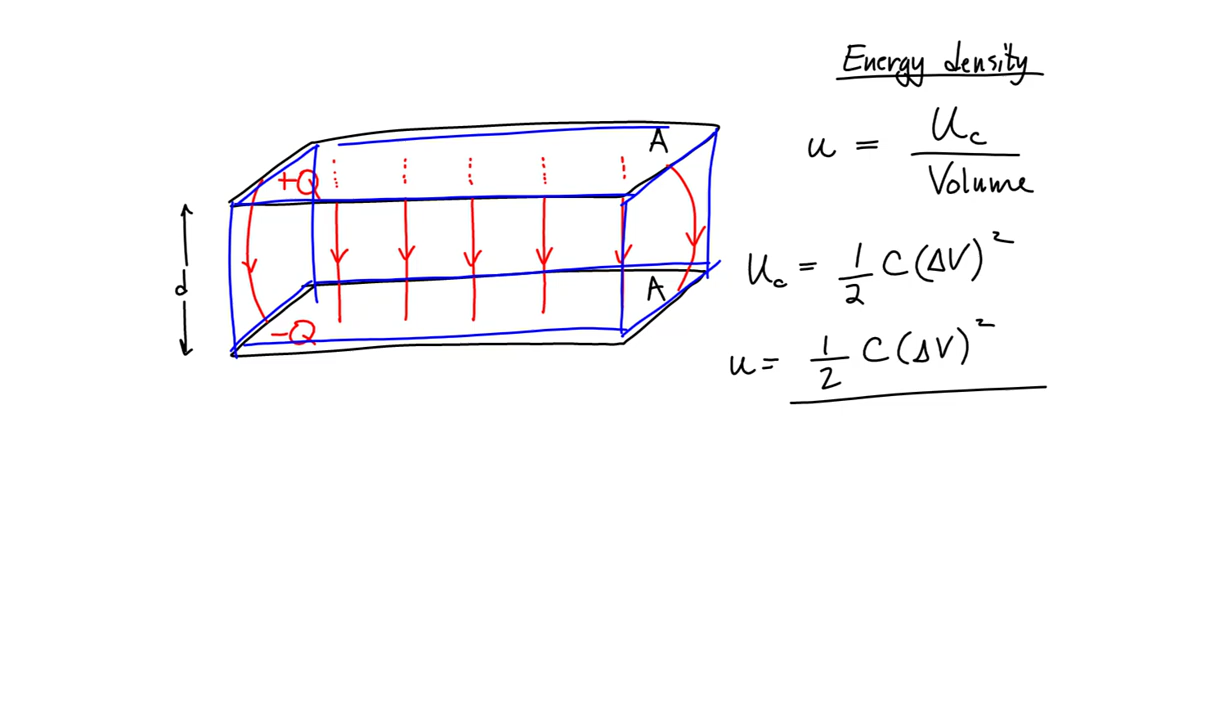 Energy density
u = U_c / Volume
A
+Q
d
U_c = 1/2 C(ΔV)²
A
-Q
u = 1/2 C(ΔV)²